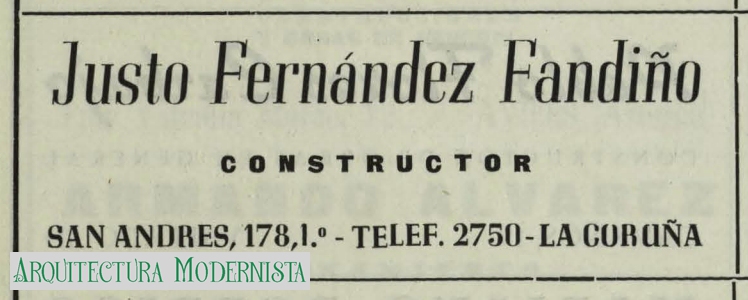 Justo Fernández Fandiño
CONSTRUCTOR
SAN ANDRES, 178, 1.º - TELEF. 2750 - LA CORUÑA
ARQUITECTURA MODERNISTA